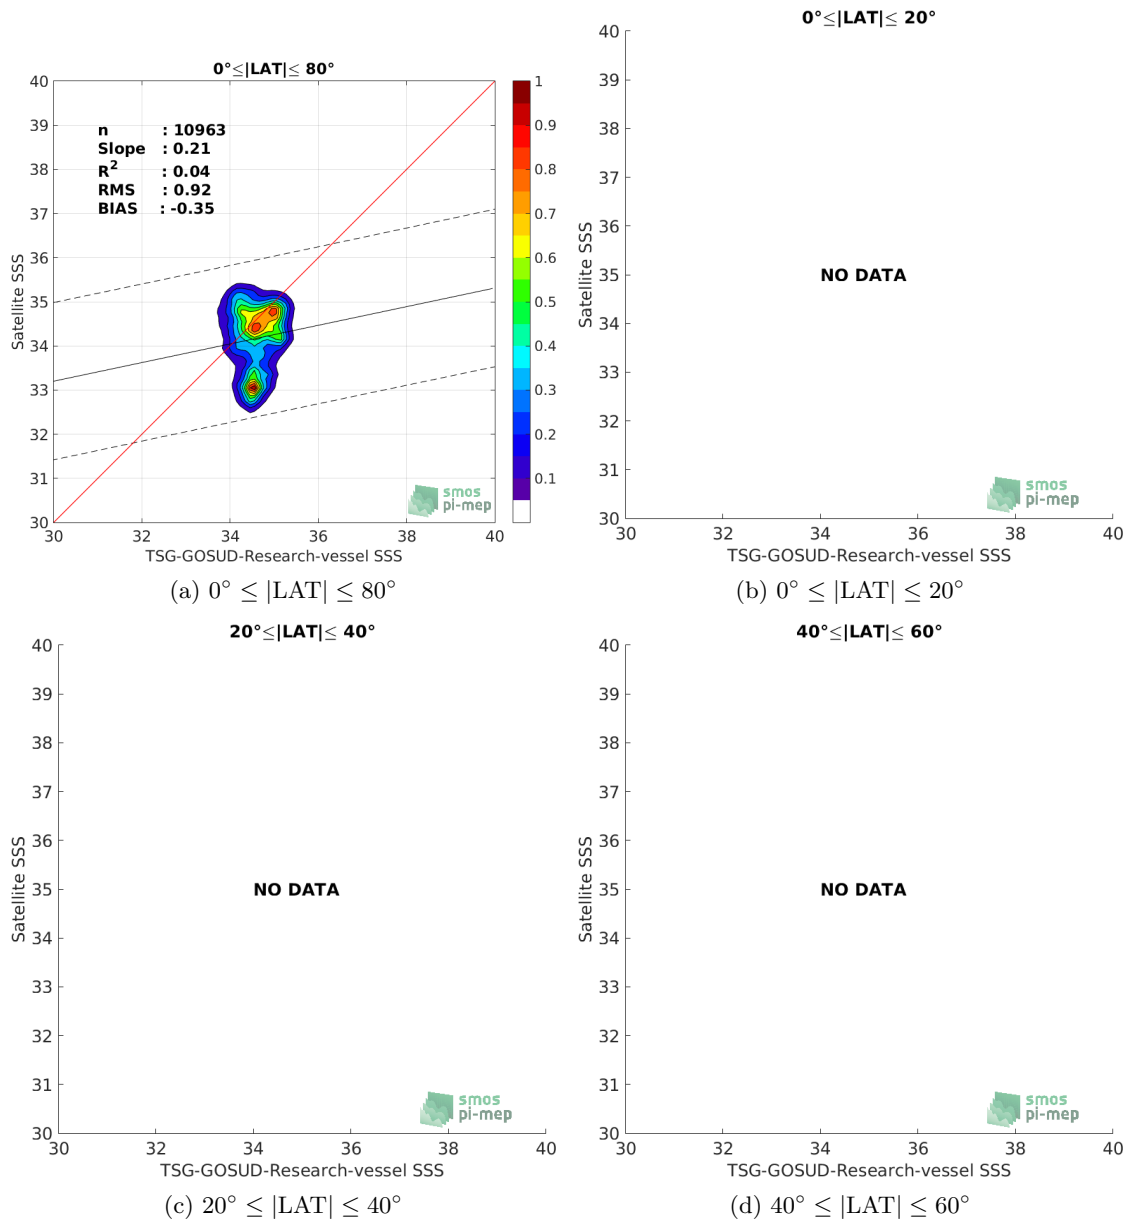 0°≤|LAT|≤ 80°
40
39
38
37
36
35
34
33
32
31
30
n : 10963
Slope : 0.21
R2 : 0.04
RMS : 0.92
BIAS : -0.35
Satellite SSS
smos
pi-mep
30 32 34 36 38 40
TSG-GOSUD-Research-vessel SSS
1
0.9
0.8
0.7
0.6
0.5
0.4
0.3
0.2
0.1
(a) 0° ≤ |LAT| ≤ 80°
0°≤|LAT|≤ 20°
40
39
38
37
36
35
34
33
32
31
30
Satellite SSS
NO DATA
smos
pi-mep
30 32 34 36 38 40
TSG-GOSUD-Research-vessel SSS
(b) 0° ≤ |LAT| ≤ 20°
20°≤|LAT|≤ 40°
40
39
38
37
36
35
34
33
32
31
30
Satellite SSS
NO DATA
smos
pi-mep
30 32 34 36 38 40
TSG-GOSUD-Research-vessel SSS
(c) 20° ≤ |LAT| ≤ 40°
40°≤|LAT|≤ 60°
40
39
38
37
36
35
34
33
32
31
30
Satellite SSS
NO DATA
smos
pi-mep
30 32 34 36 38 40
TSG-GOSUD-Research-vessel SSS
(d) 40° ≤ |LAT| ≤ 60°